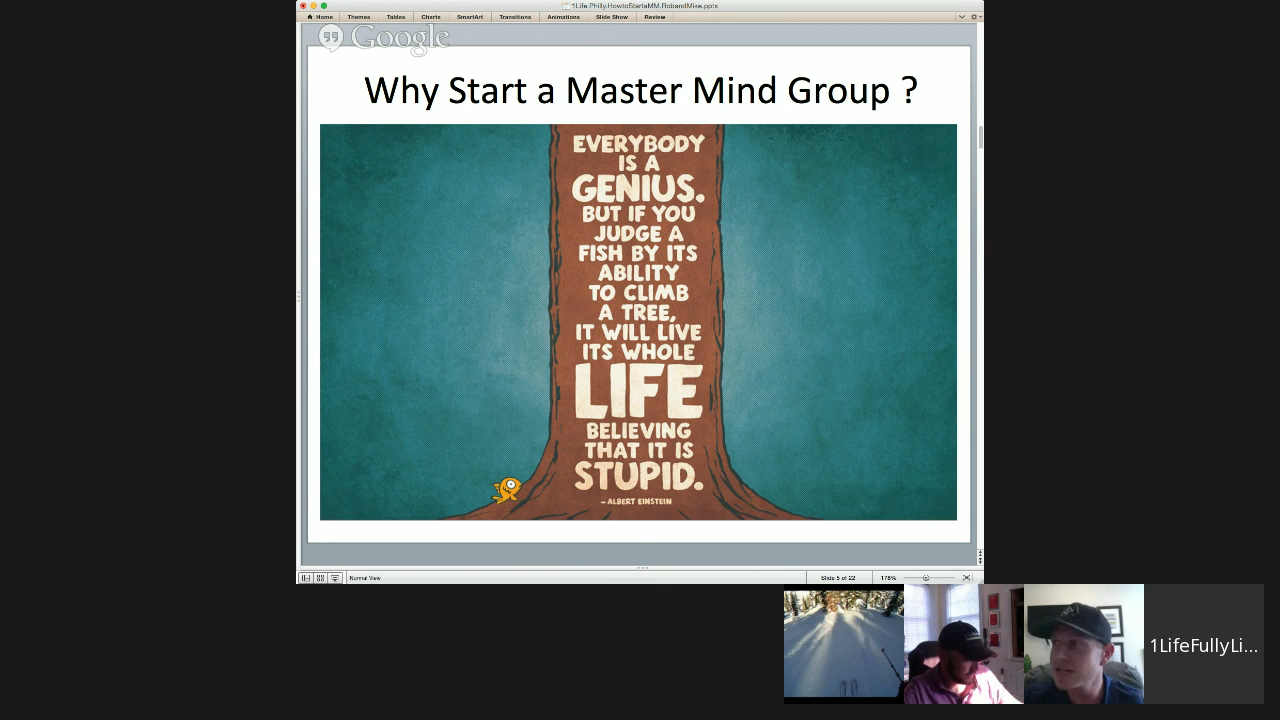 1Life.Philly.HowtoStartaMM.RobandMike.pptx
Home Themes Tables Charts SmartArt Transitions Animations Slide Show Review
Google
Why Start a Master Mind Group ?
EVERYBODY
IS A
GENIUS.
BUT IF YOU
JUDGE A
FISH BY ITS
ABILITY
TO CLIMB
A TREE,
IT WILL LIVE
ITS WHOLE
LIFE
BELIEVING
THAT IT IS
STUPID.
– ALBERT EINSTEIN
Normal View Slide 5 of 22 178%
1LifeFullyLi...